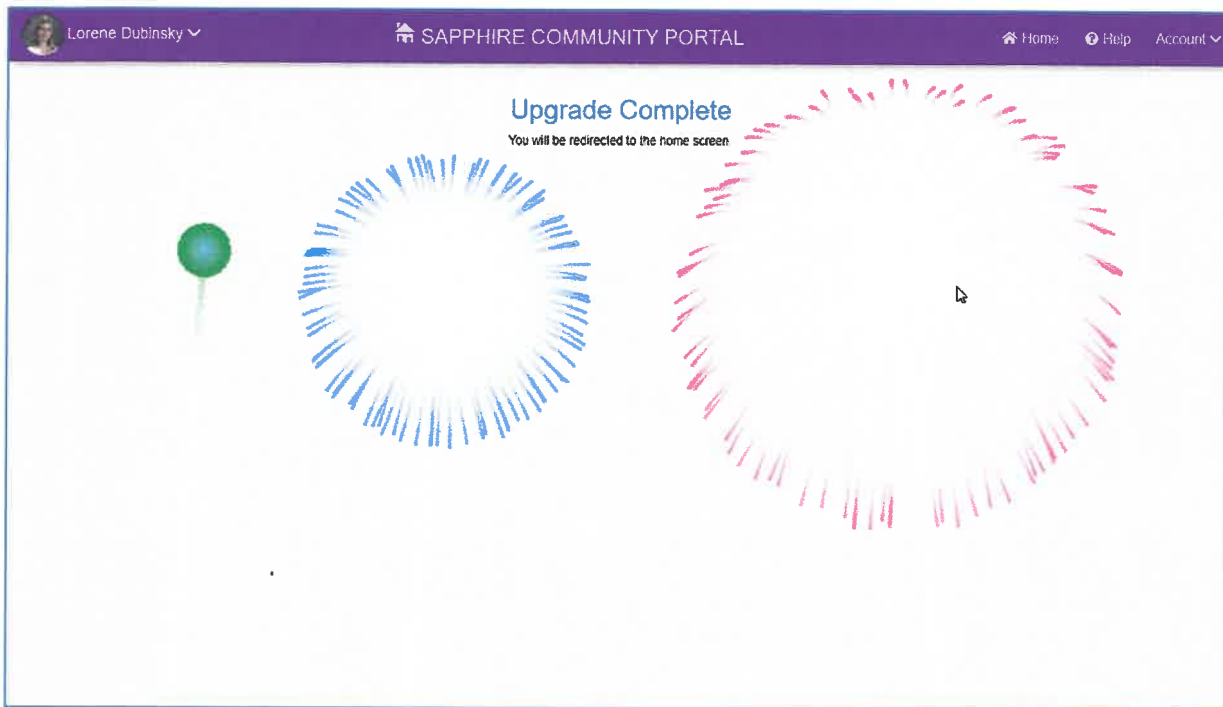 Lorene Dubinsky
SAPPHIRE COMMUNITY PORTAL
Home
Help
Account
Upgrade Complete
You will be redirected to the home screen